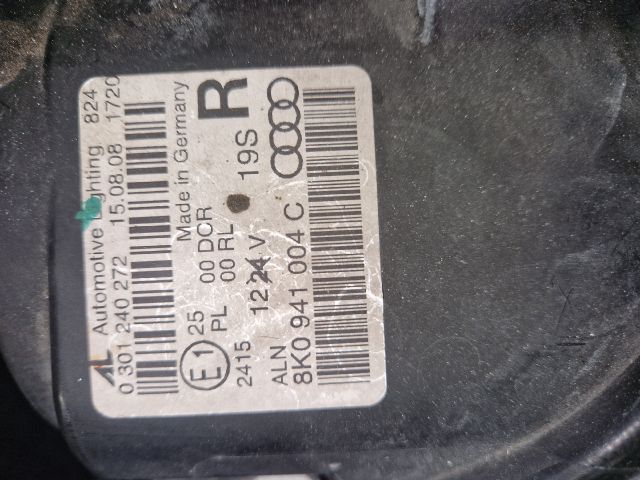 AL Automotive Lighting 824
0 301 240 272 15.08.08 1720
Made in Germany R
E1 25 00 DCR
PL 00 RL 19S
2415 12 24 V
ALN
8K0 941 004 C